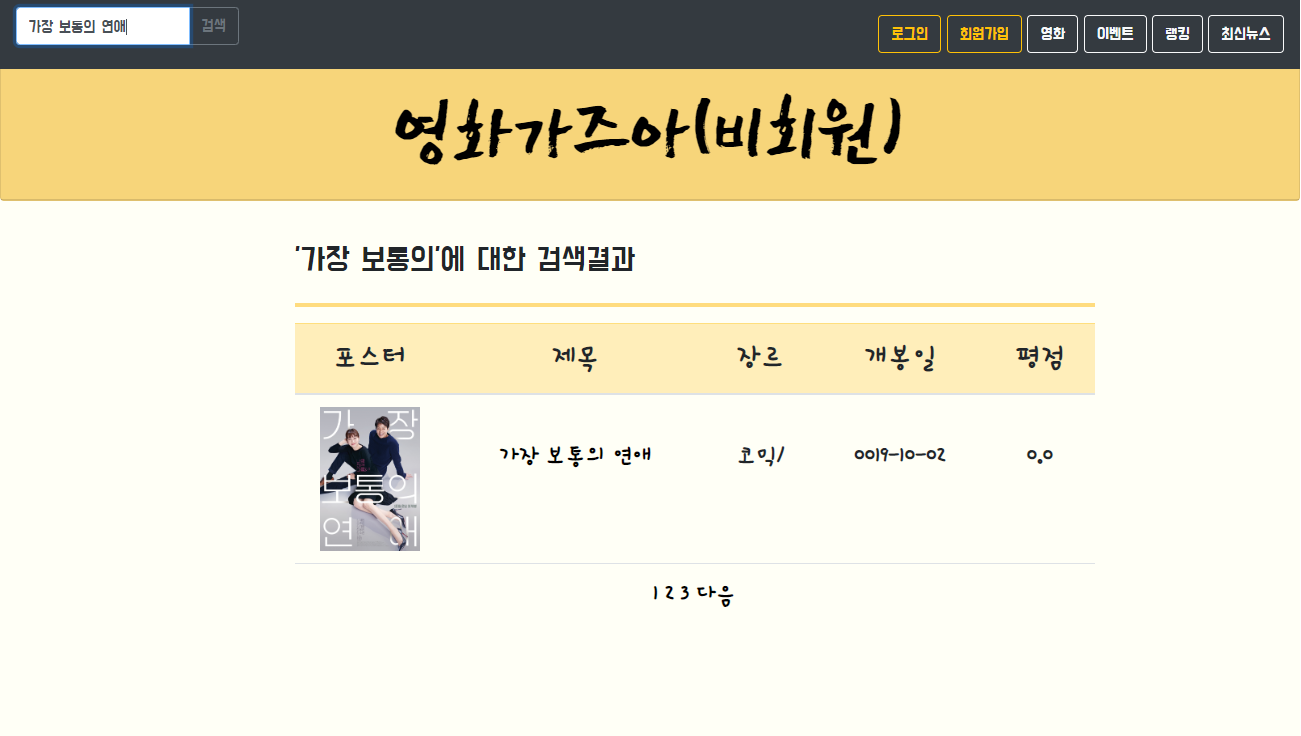 가장 보통의 연애 검색 로그인 회원가입 영화 이벤트 랭킹 최신뉴스
영화가즈아(비회원)
'가장 보통의'에 대한 검색결과
포스터 제목 장르 개봉일 평점
가장
보통의
연애
가장 보통의 연애 코믹/ 0019-10-02 0.0
1 2 3 다음